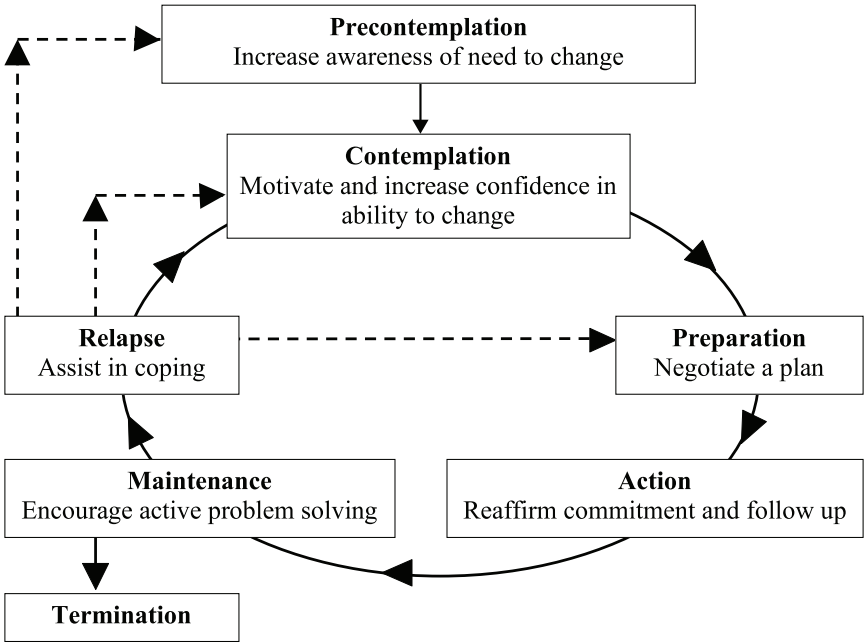 Precontemplation
Increase awareness of need to change
Contemplation
Motivate and increase confidence in
ability to change
Relapse
Assist in coping
Preparation
Negotiate a plan
Maintenance
Encourage active problem solving
Action
Reaffirm commitment and follow up
Termination